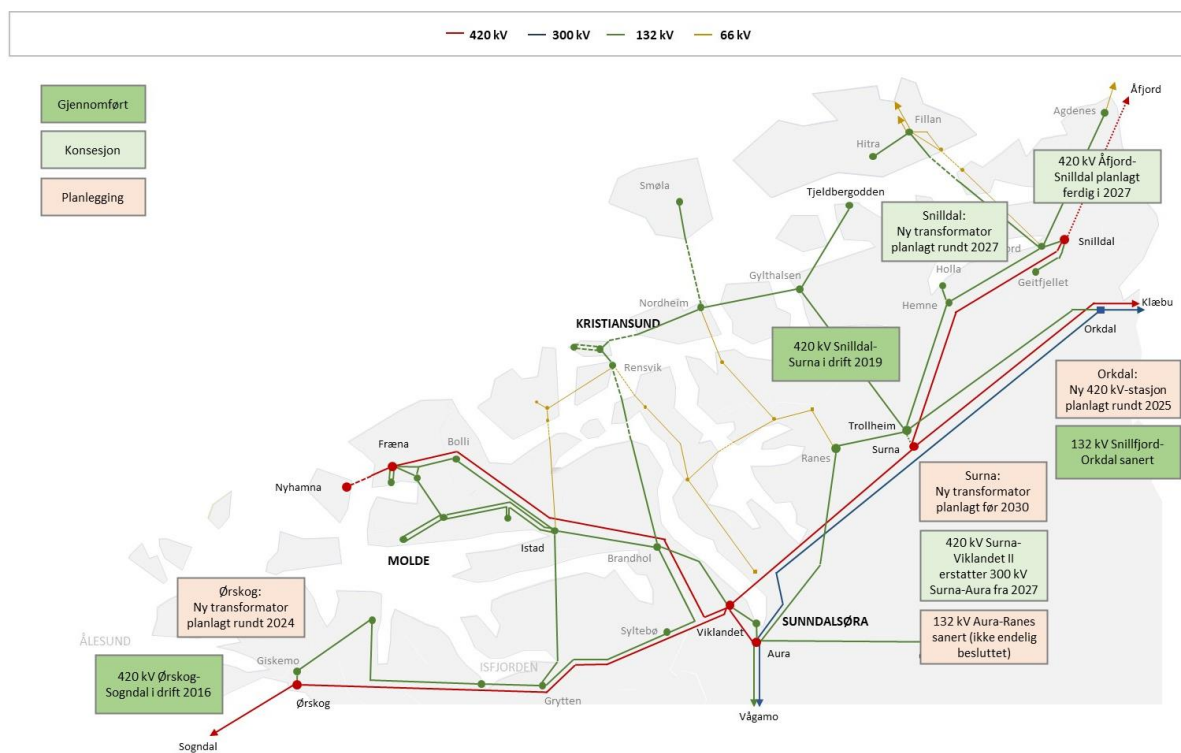 420 kV
300 kV
132 kV
66 kV
Gjennomført
Konsesjon
Planlegging
Åfjord
Agdenes
Fillan
Hitra
420 kV Åfjord-
Snilldal planlagt
ferdig i 2027
Smøla
Tjeldbergodden
Snilldal:
Ny transformator
planlagt rundt 2027
ord
Snilldal
Gylthalsen
Holla
Geitfjellet
Nordheim
Hemne
Klæbu
Orkdal
KRISTIANSUND
420 kV Snilldal-
Surna i drift 2019
Rensvik
Orkdal:
Ny 420 kV-stasjon
planlagt rundt 2025
Trollheim
Surna
Ranes
132 kV Snillfjord-
Orkdal sanert
Bolli
Fræna
Nyhamna
Surna:
Ny transformator
planlagt før 2030
MOLDE
Istad
Brandhol
420 kV Surna-
Viklandet II
erstatter 300 kV
Surna-Aura fra 2027
Ørskog:
Ny transformator
planlagt rundt 2024
Syltebø
Viklandet
SUNNDALSØRA
Aura
132 kV Aura-Ranes
sanert (ikke endelig
besluttet)
ÅLESUND
Giskemo
ISFJORDEN
420 kV Ørskog-
Sogndal i drift 2016
Ørskog
Grytten
Vågamo
Sogndal